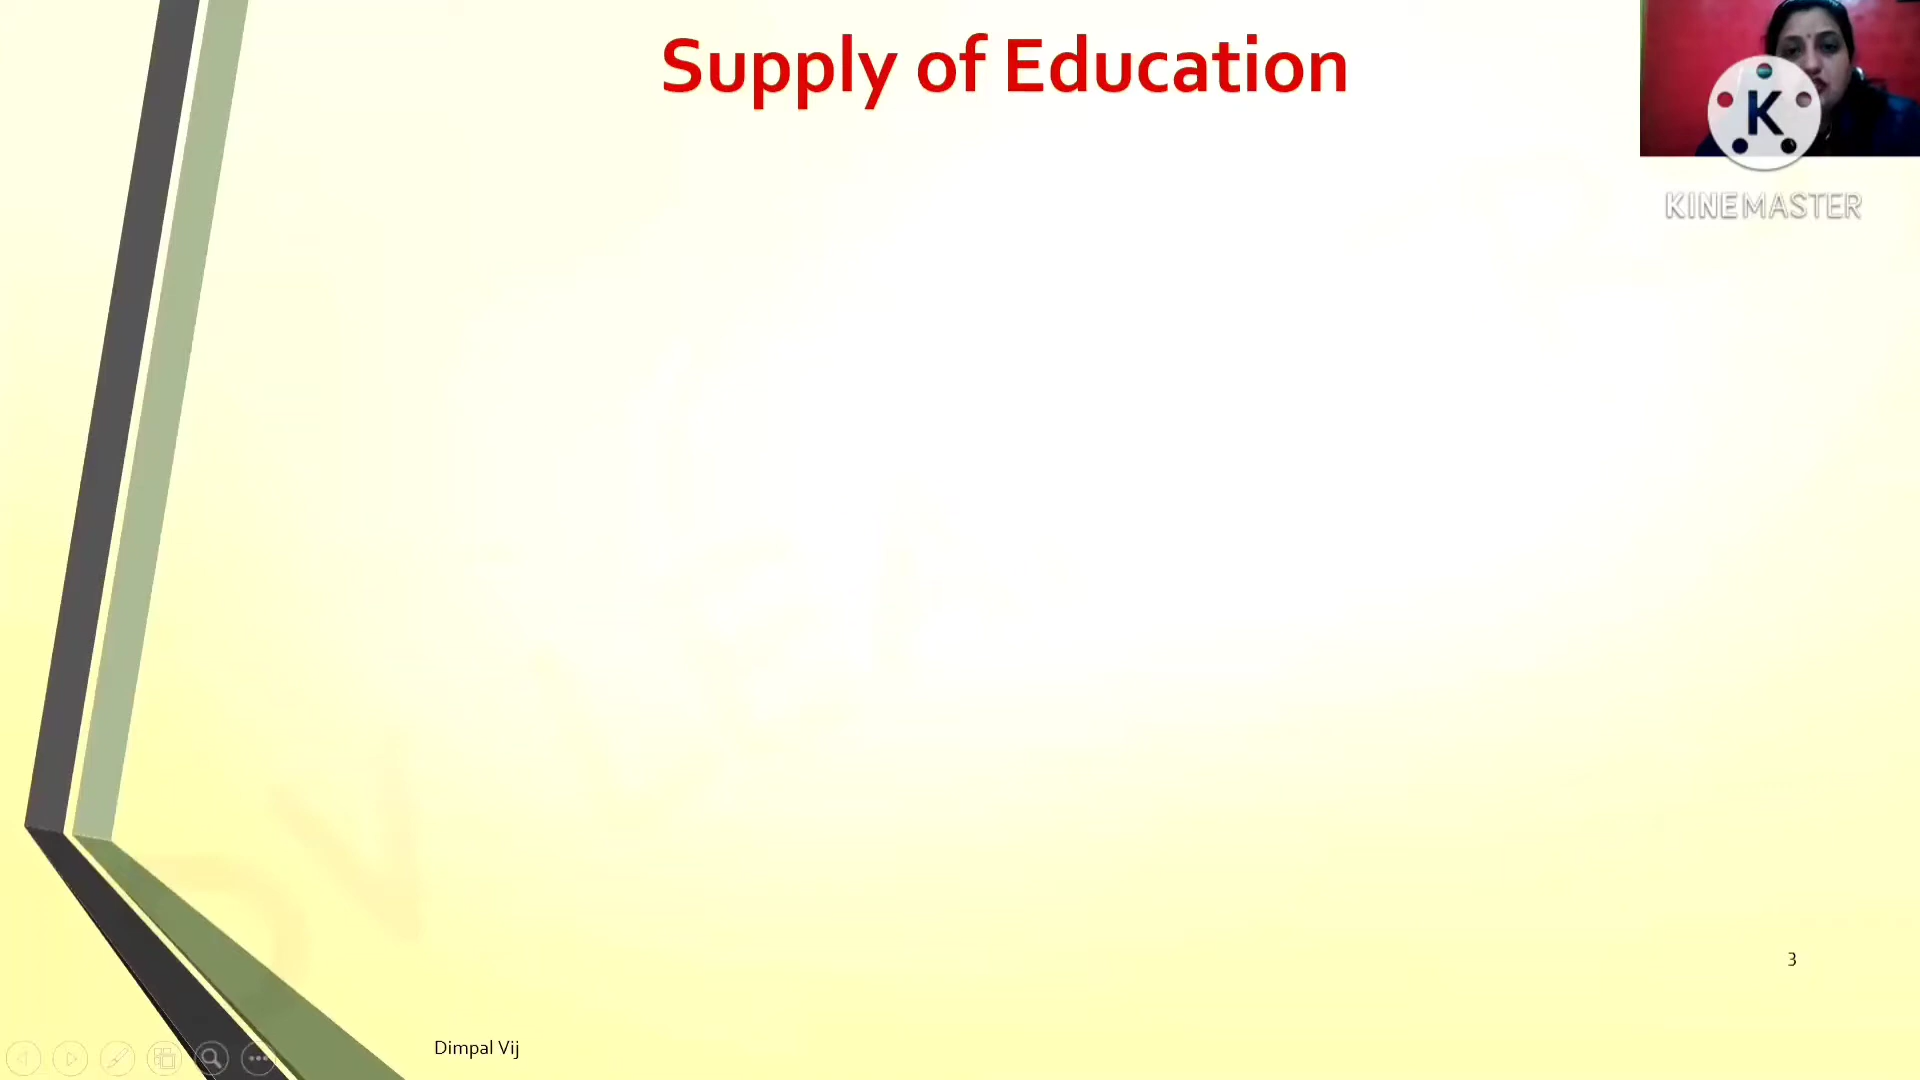 Supply of Education
K
KINEMASTER
3
Dimpal Vij